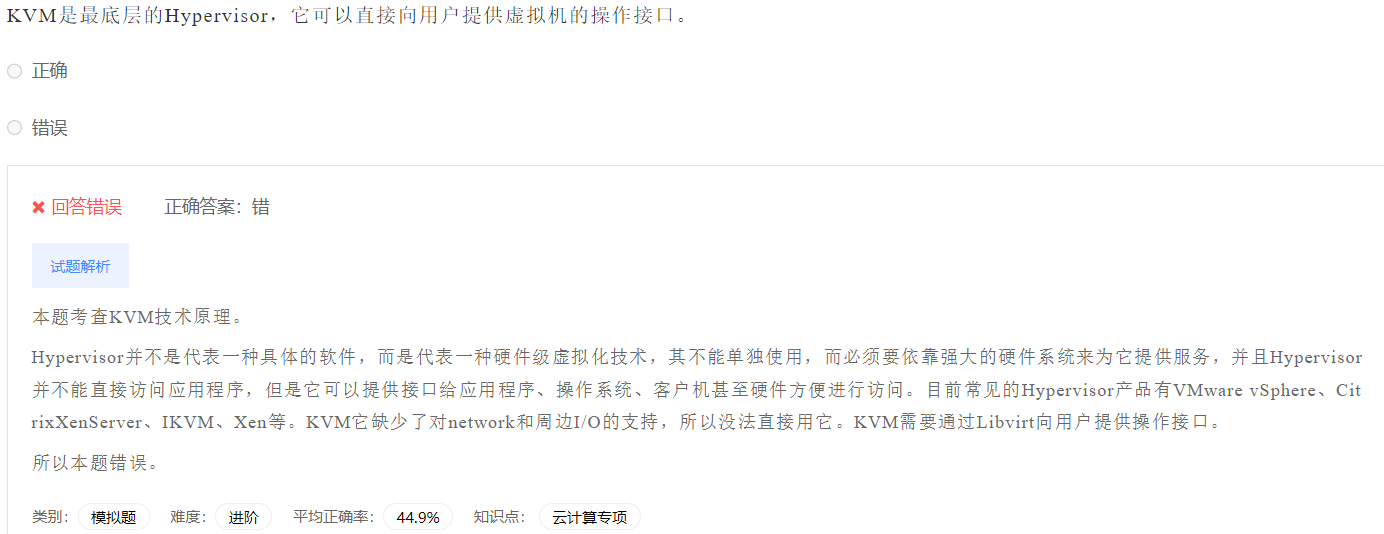 KVM是最底层的Hypervisor，它可以直接向用户提供虚拟机的操作接口。
正确
错误
回答错误 正确答案：错
试题解析
本题考查KVM技术原理。
Hypervisor并不是代表一种具体的软件，而是代表一种硬件级虚拟化技术，其不能单独使用，而必须要依靠强大的硬件系统来为它提供服务，并且Hypervisor
并不能直接访问应用程序，但是它可以提供接口给应用程序、操作系统、客户机甚至硬件方便进行访问。目前常见的Hypervisor产品有VMware vSphere、Cit
rixXenServer、IKVM、Xen等。KVM它缺少了对network和周边I/O的支持，所以没法直接用它。KVM需要通过Libvirt向用户提供操作接口。
所以本题错误。
类别： 模拟题 难度： 进阶 平均正确率： 44.9% 知识点： 云计算专项